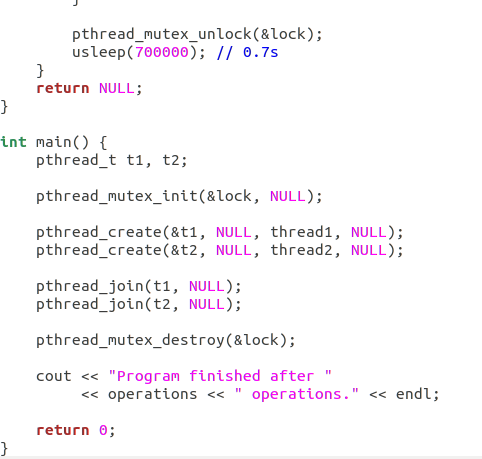 }
pthread_mutex_unlock(&lock);
usleep(700000); // 0.7s
}
return NULL;
}
int main() {
pthread_t t1, t2;
pthread_mutex_init(&lock, NULL);
pthread_create(&t1, NULL, thread1, NULL);
pthread_create(&t2, NULL, thread2, NULL);
pthread_join(t1, NULL);
pthread_join(t2, NULL);
pthread_mutex_destroy(&lock);
cout << "Program finished after "
<< operations << " operations." << endl;
return 0;
}